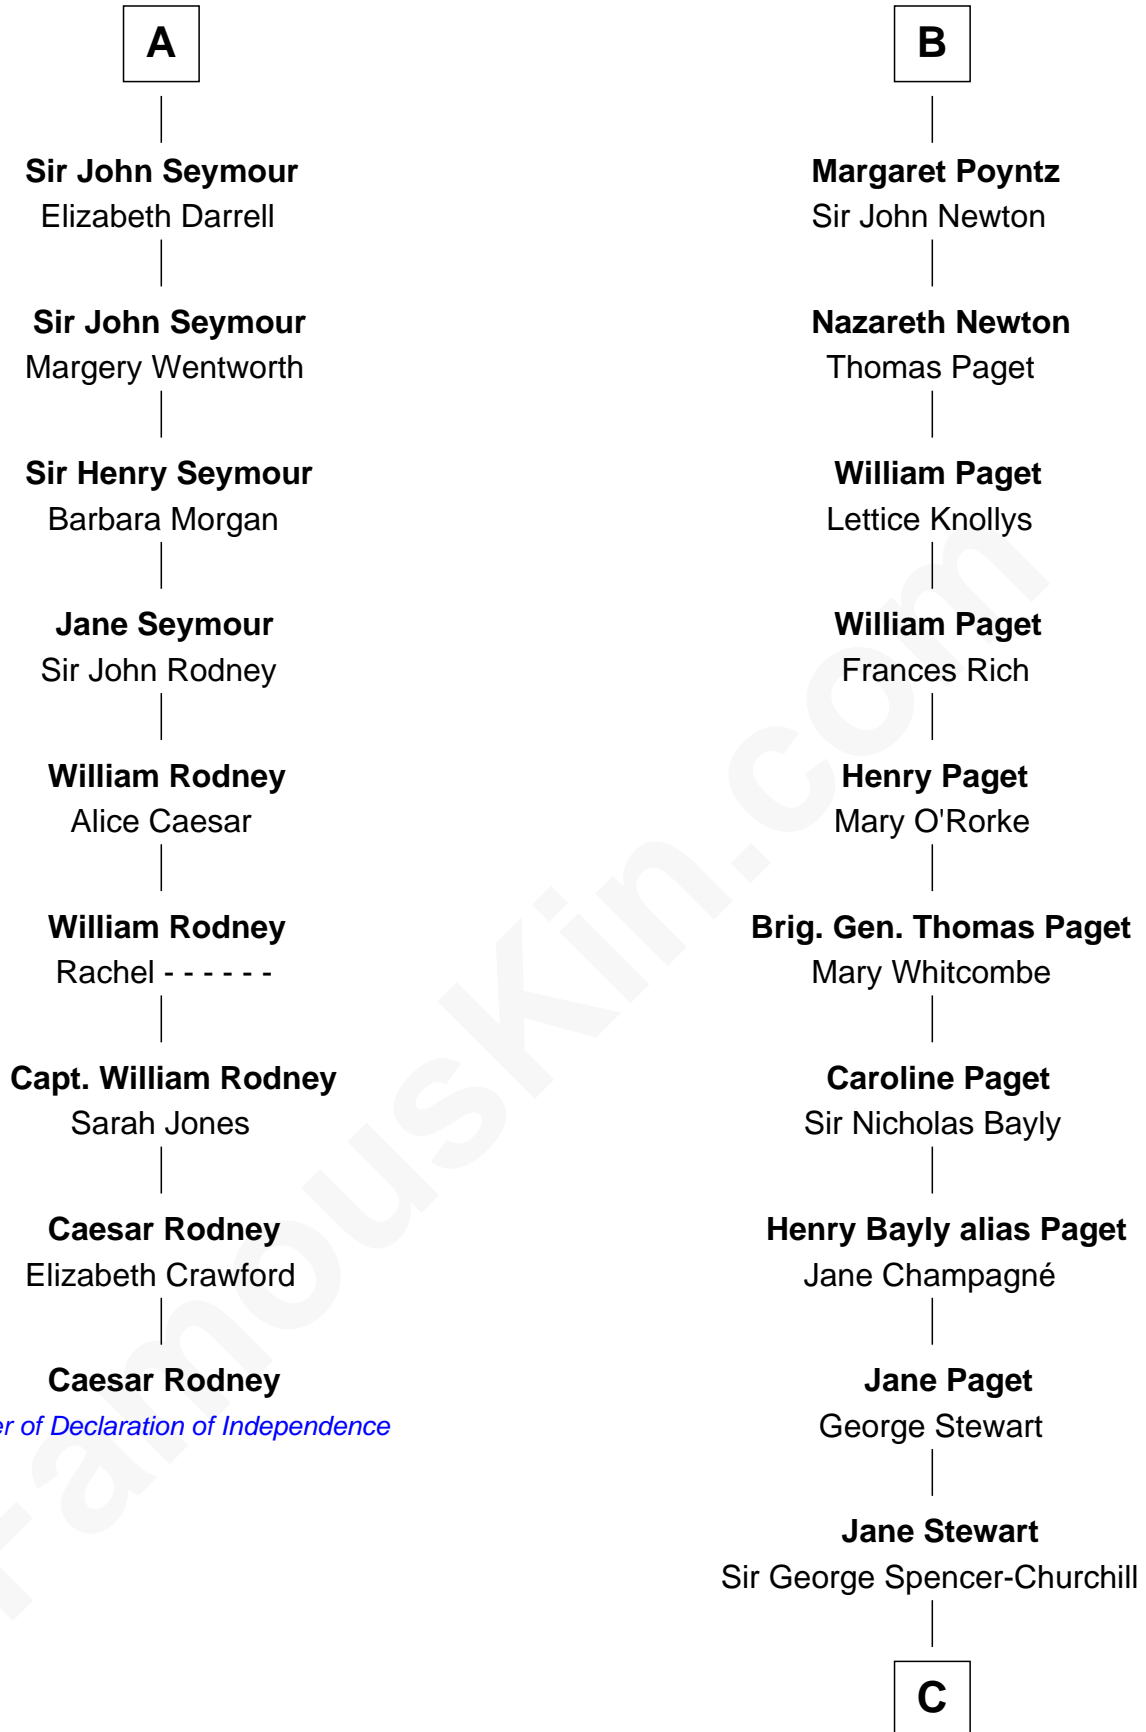 A
Sir John Seymour
Elizabeth Darrell
Sir John Seymour
Margery Wentworth
Sir Henry Seymour
Barbara Morgan
Jane Seymour
Sir John Rodney
William Rodney
Alice Caesar
William Rodney
Rachel - - - - - -
Capt. William Rodney
Sarah Jones
Caesar Rodney
Elizabeth Crawford
Caesar Rodney
of Declaration of Independence
B
Margaret Poyntz
Sir John Newton
Nazareth Newton
Thomas Paget
William Paget
Lettice Knollys
William Paget
Frances Rich
Henry Paget
Mary O'Rorke
Brig. Gen. Thomas Paget
Mary Whitcombe
Caroline Paget
Sir Nicholas Bayly
Henry Bayly alias Paget
Jane Champagné
Jane Paget
George Stewart
Jane Stewart
Sir George Spencer-Churchill
C
FamousKin.com